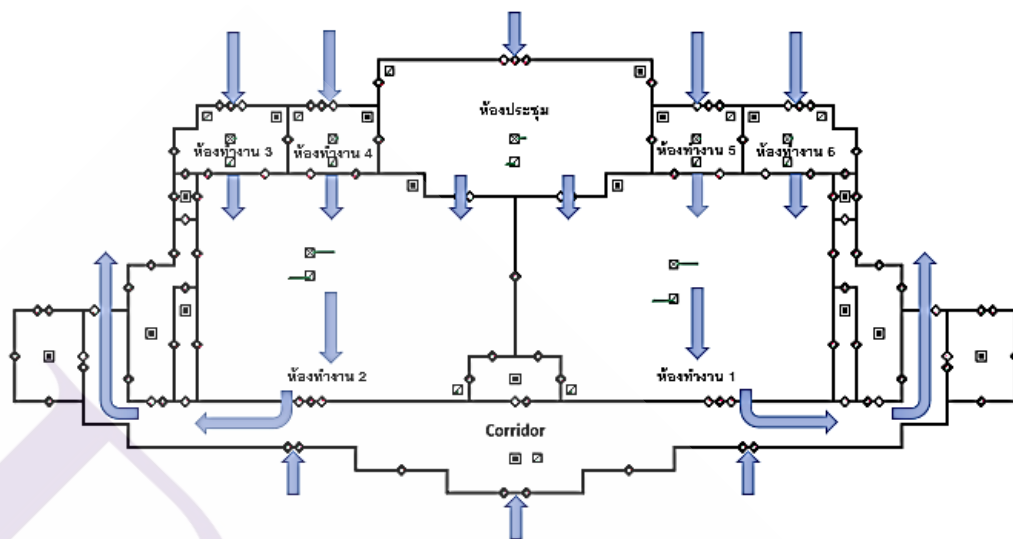 ห้องประชุม
ห้องทำงาน 3
ห้องทำงาน 4
ห้องทำงาน 5
ห้องทำงาน 6
ห้องทำงาน 2
ห้องทำงาน 1
Corridor